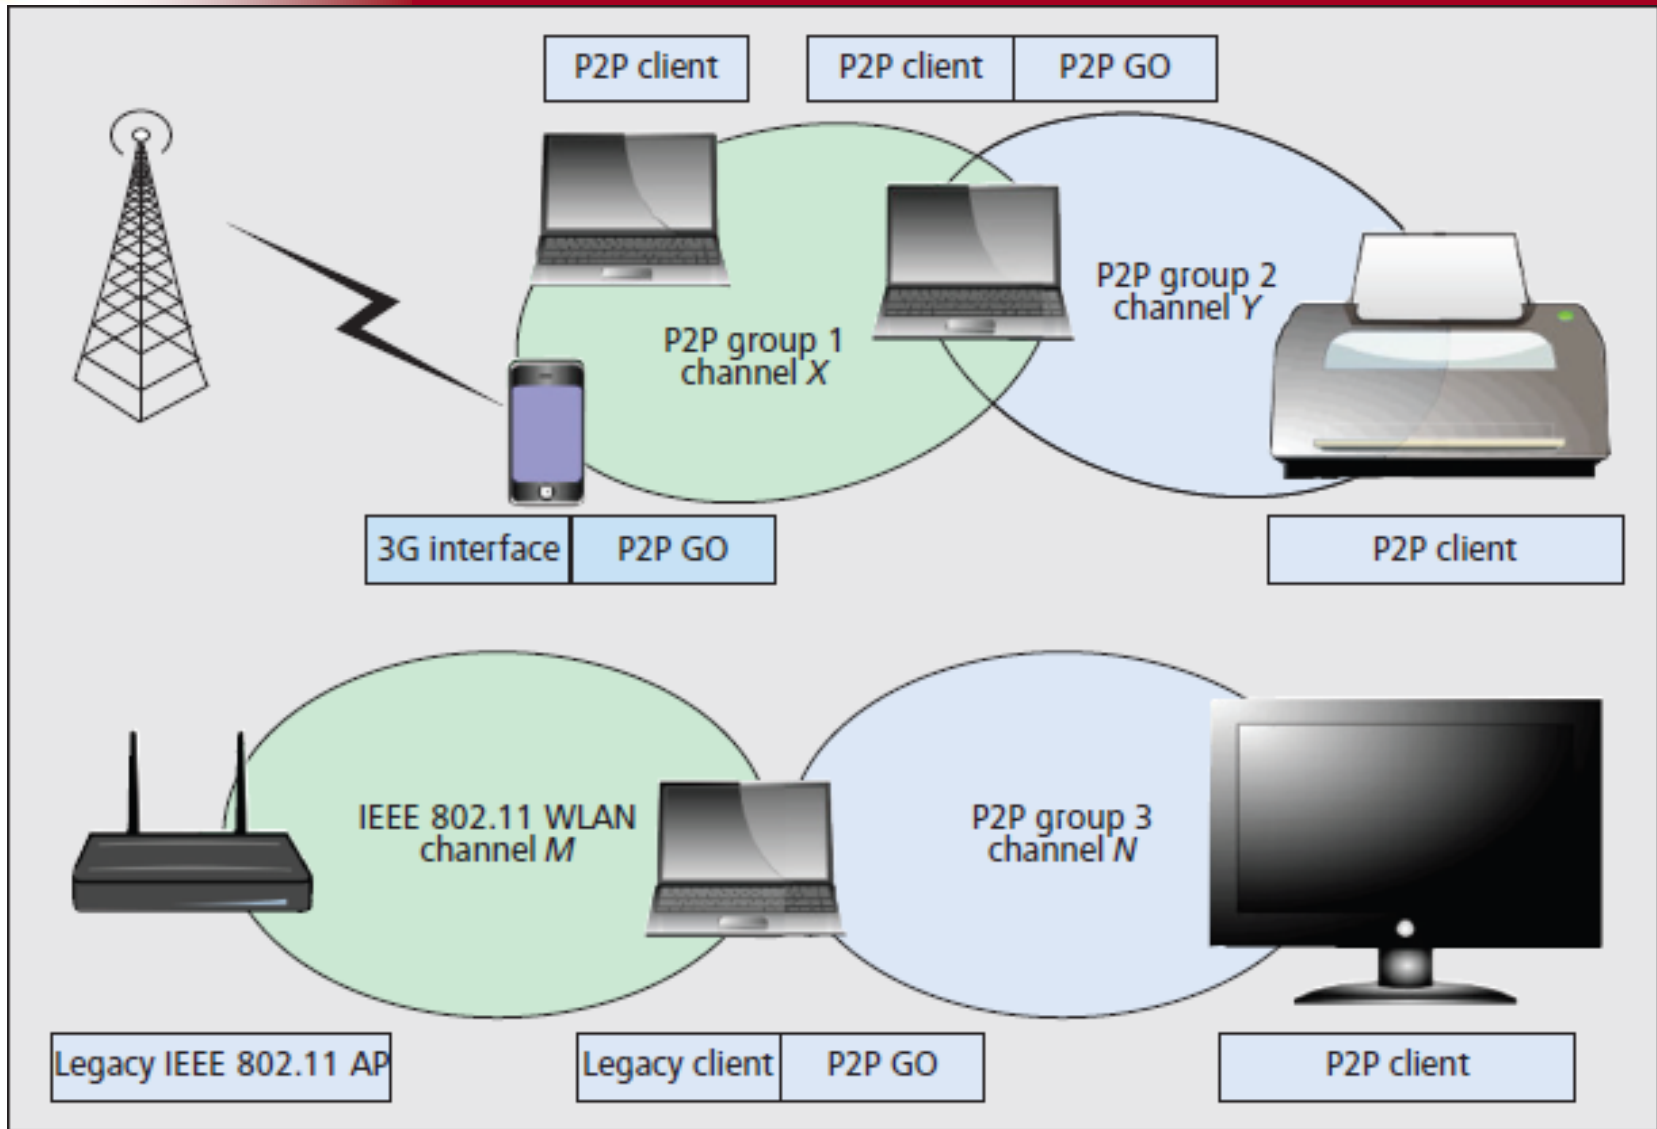 P2P client
P2P client
P2P GO
P2P group 2
channel Y
P2P group 1
channel X
3G interface
P2P GO
P2P client
IEEE 802.11 WLAN
channel M
P2P group 3
channel N
Legacy IEEE 802.11 AP
Legacy client
P2P GO
P2P client